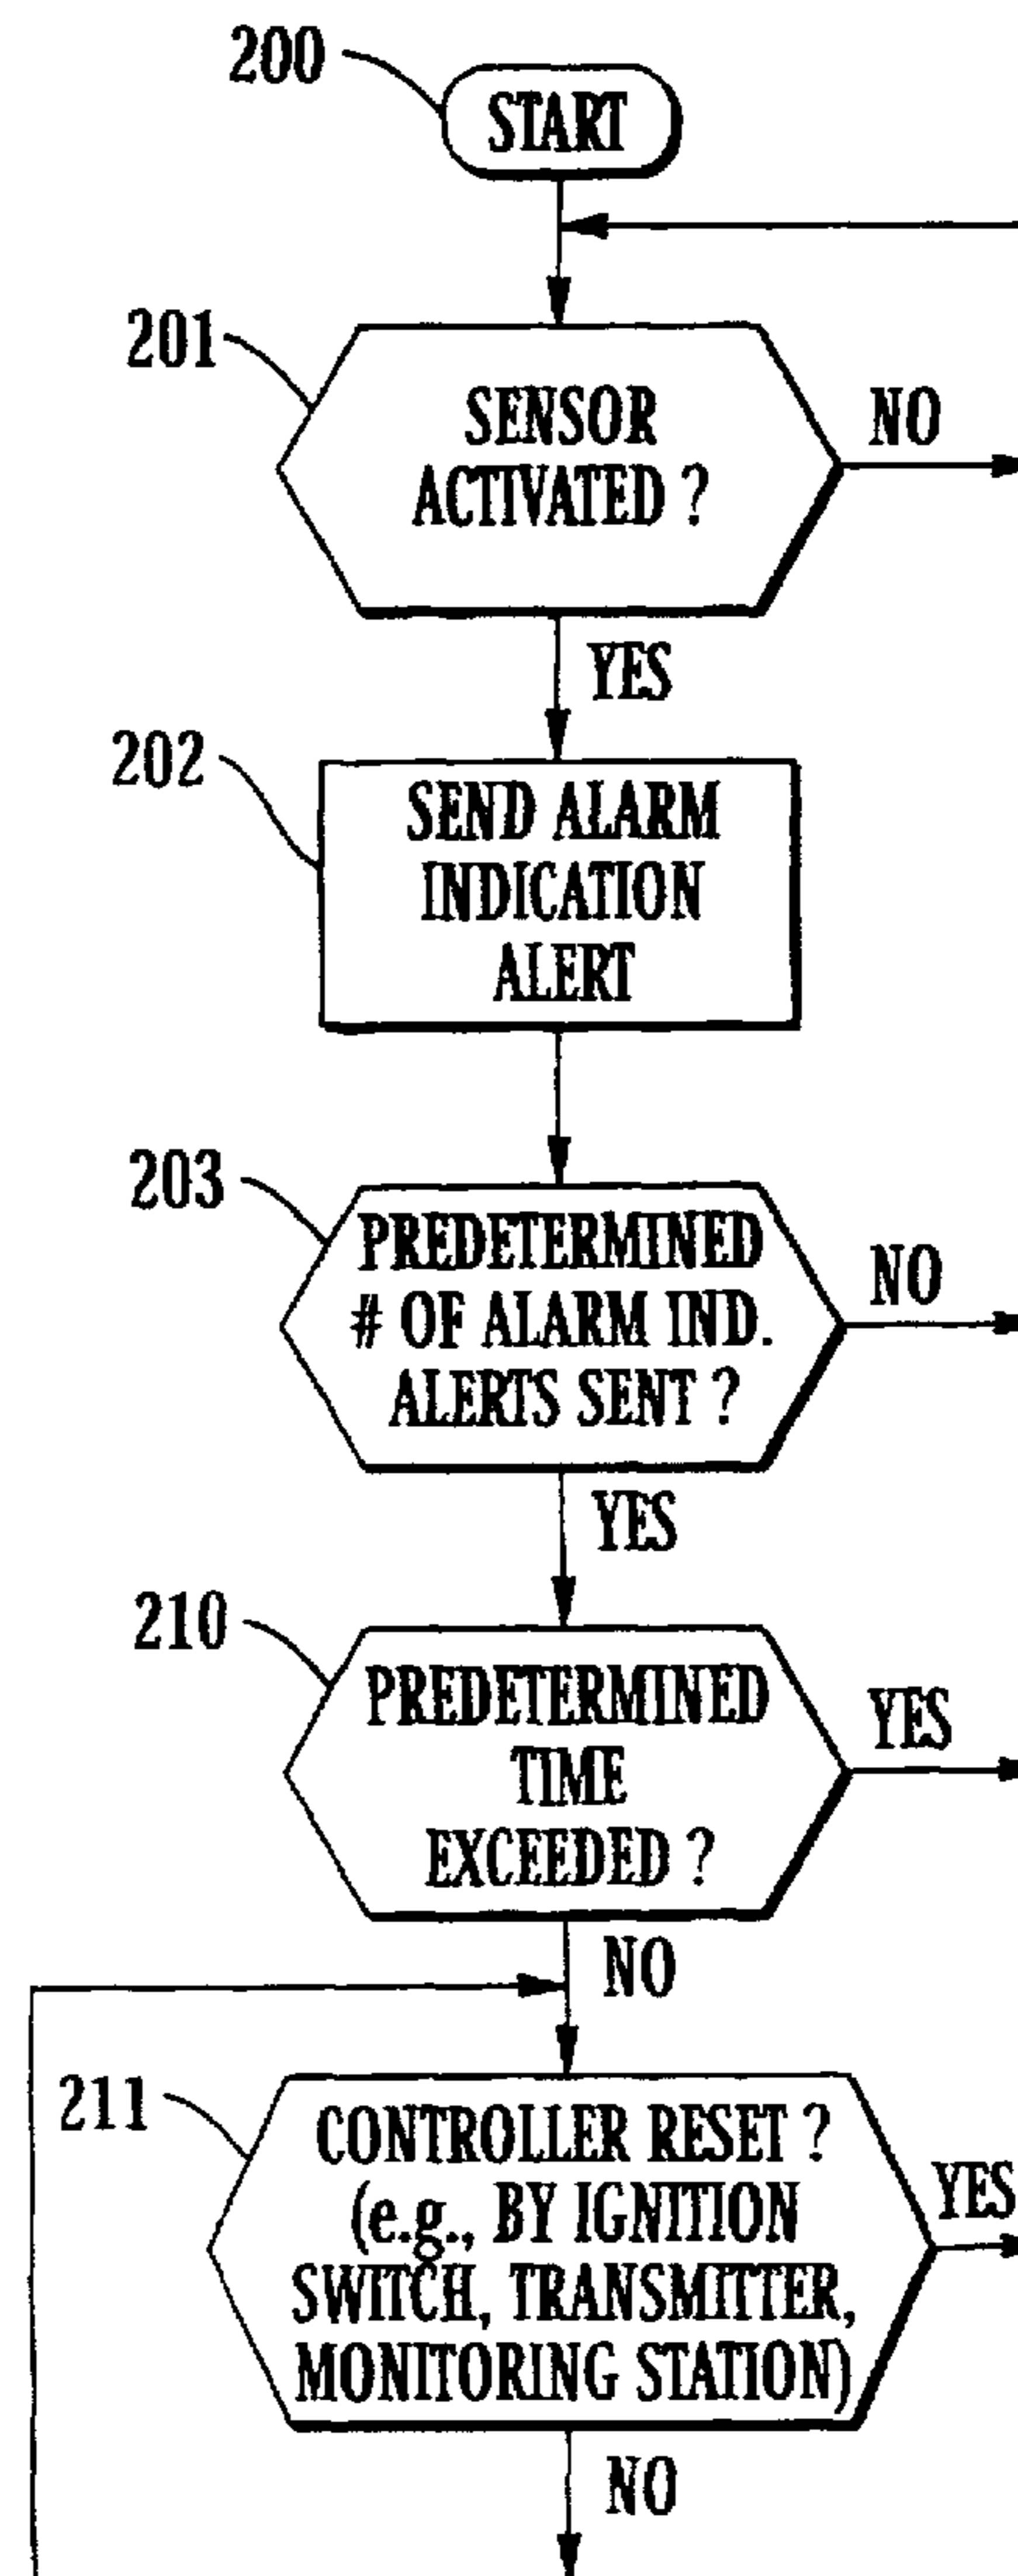 200
START
201
SENSOR
ACTIVATED ?
NO
YES
202
SEND ALARM
INDICATION
ALERT
203
PREDETERMINED
# OF ALARM IND.
ALERTS SENT ?
NO
YES
210
PREDETERMINED
TIME
EXCEEDED ?
YES
NO
211
CONTROLLER RESET ?
(e.g., BY IGNITION
SWITCH, TRANSMITTER,
MONITORING STATION)
YES
NO